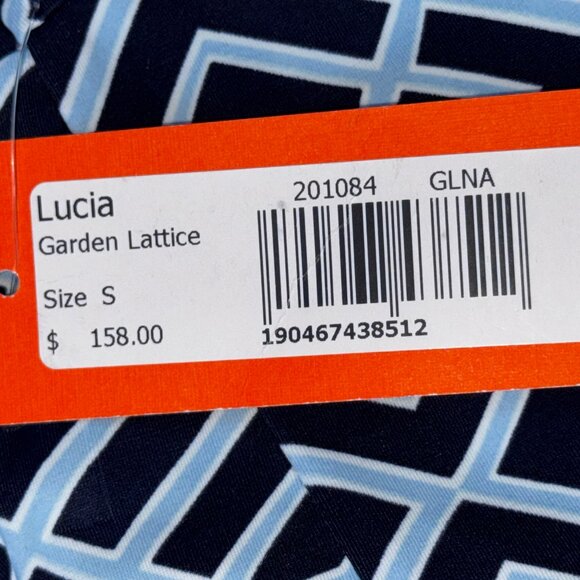 Lucia
Garden Lattice
Size S
$ 158.00
201084 GLNA
190467438512